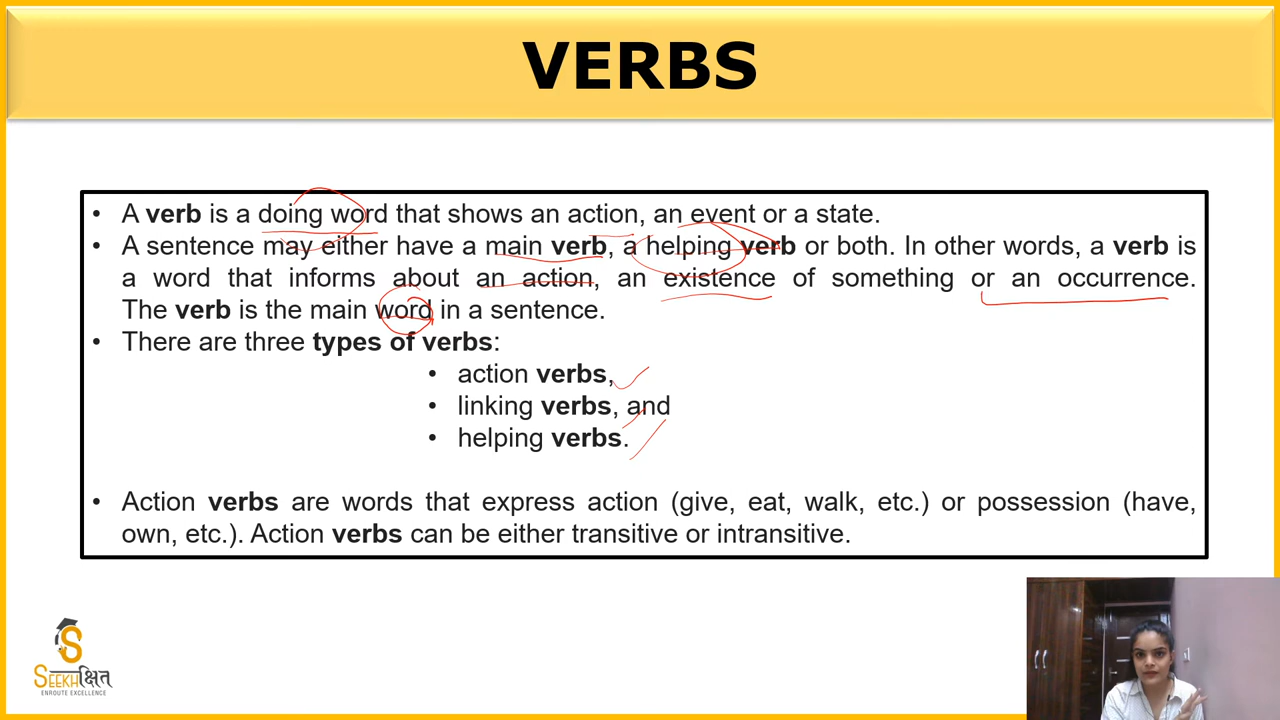 VERBS
• A verb is a doing word that shows an action, an event or a state.
• A sentence may either have a main verb, a helping verb or both. In other words, a verb is
a word that informs about an action, an existence of something or an occurrence.
The verb is the main word in a sentence.
• There are three types of verbs:
• action verbs,
• linking verbs, and
• helping verbs.
• Action verbs are words that express action (give, eat, walk, etc.) or possession (have,
own, etc.). Action verbs can be either transitive or intransitive.
S
SEEKHक्षित
ENROUTE EXCELLENCE